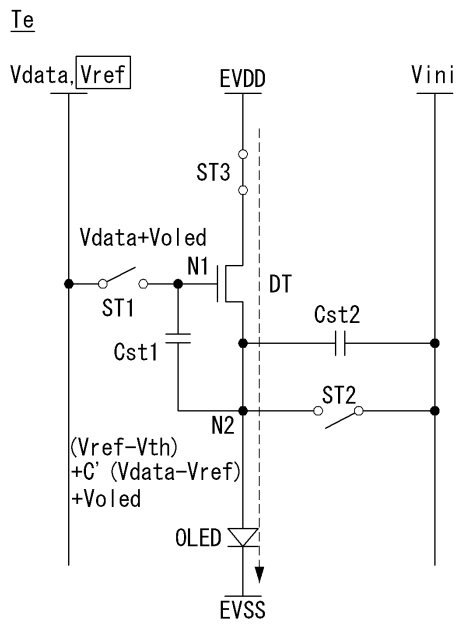 Te
Vdata, Vref
EVDD
Vini
ST3
Vdata+Voled
N1
DT
ST1
Cst2
Cst1
ST2
N2
(Vref-Vth)
+C' (Vdata-Vref)
+Voled
OLED
EVSS